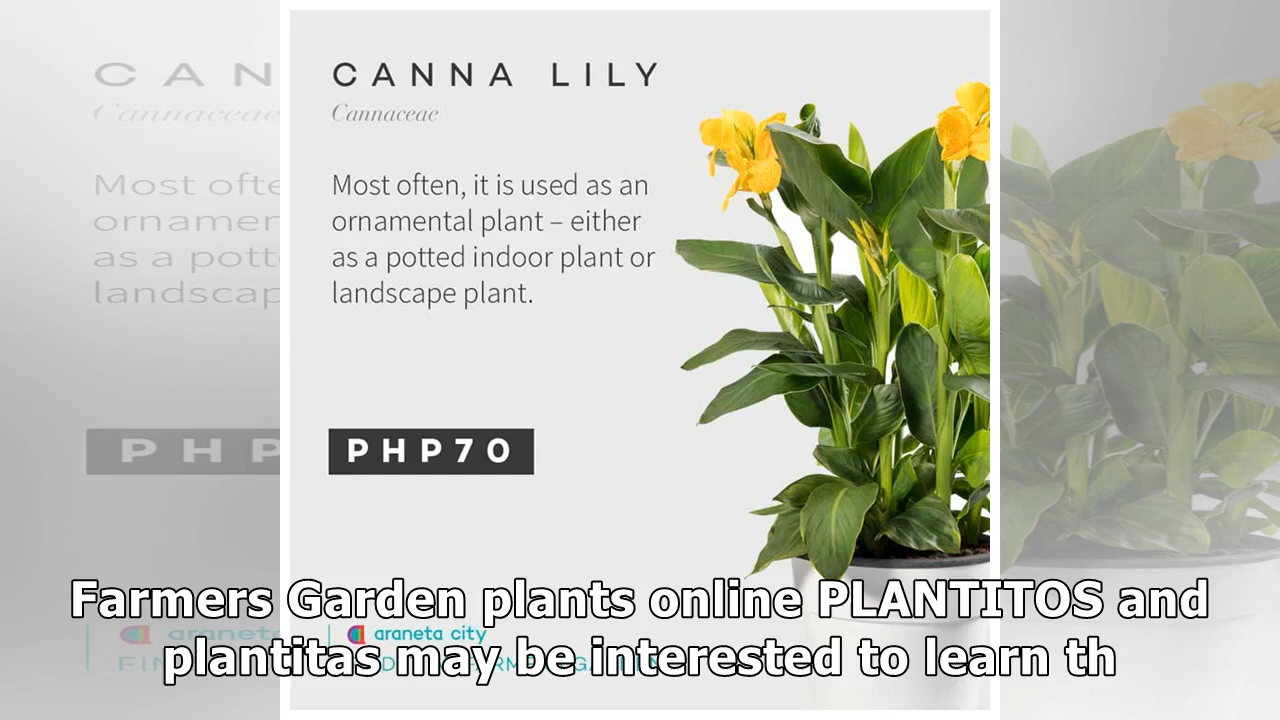 CANNA LILY
Cannaceae
Most often, it is used as an
ornamental plant – either
as a potted indoor plant or
landscape plant.
PHP70
Farmers Garden plants online PLANTITOS and
araneta city
plantitas may be interested to learn th